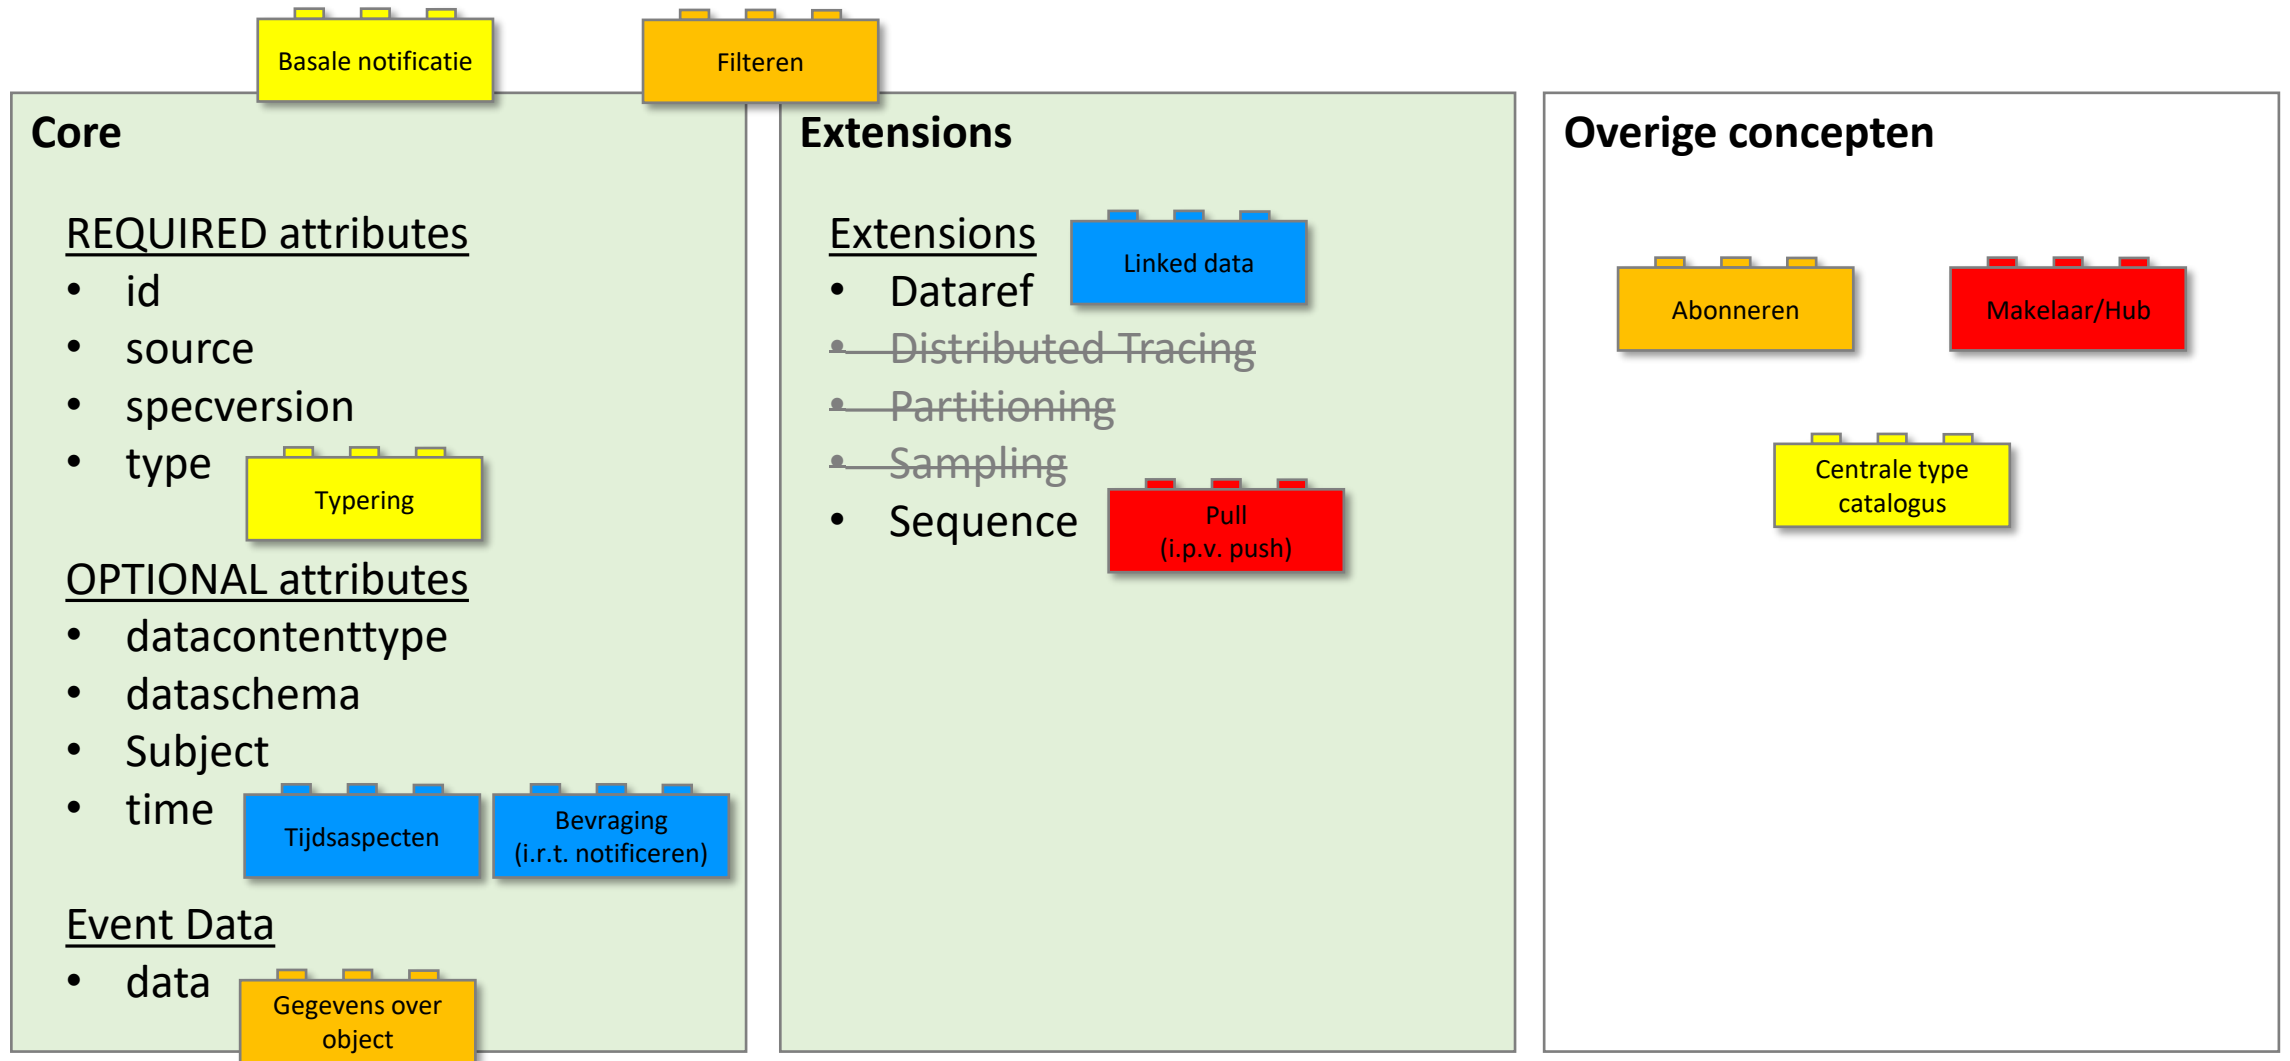 Basale notificatie
Filteren
Core
REQUIRED attributes
• id
• source
• specversion
• type
Typering
OPTIONAL attributes
• datacontenttype
• dataschema
• Subject
• time
Tijdsaspecten
Bevraging
(i.r.t. notificeren)
Event Data
• data
Gegevens over
object
Extensions
Extensions
Linked data
• Dataref
• Distributed Tracing
• Partitioning
• Sampling
• Sequence
Pull
(i.p.v. push)
Overige concepten
Abonneren
Makelaar/Hub
Centrale type
catalogus